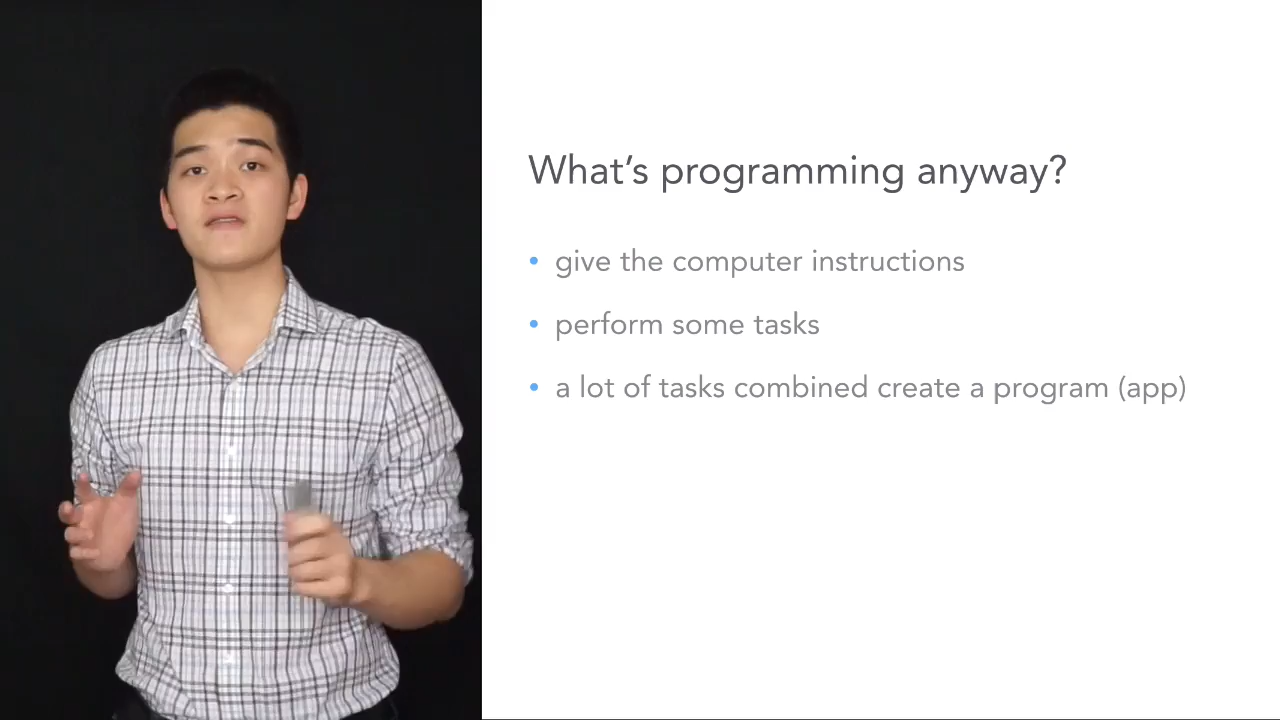 What’s programming anyway?
• give the computer instructions
• perform some tasks
• a lot of tasks combined create a program (app)